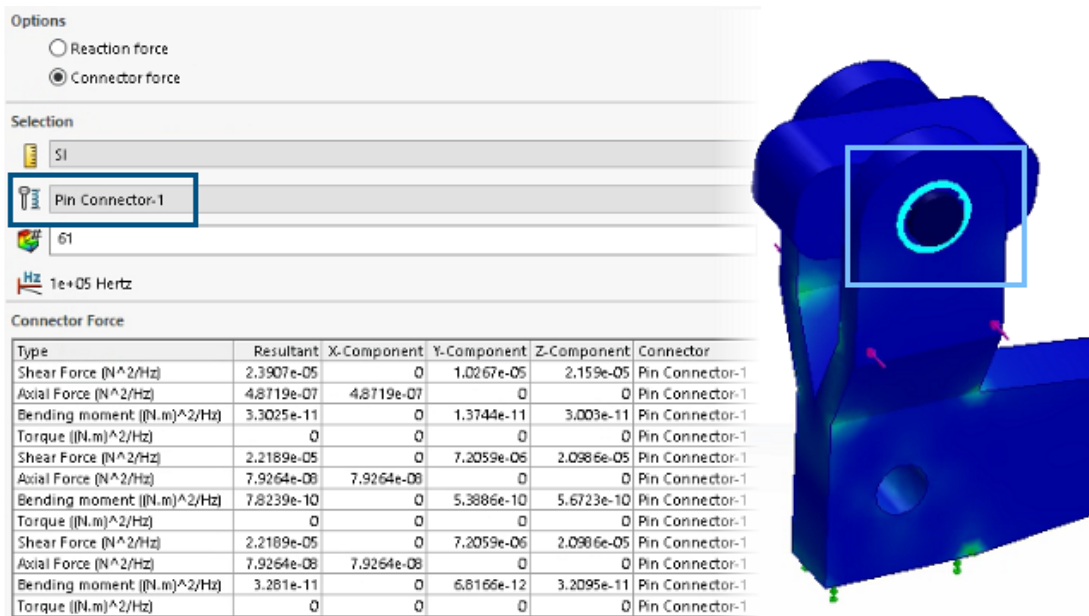 Options
Reaction force
Connector force
Selection
SI
Pin Connector-1
61
Hz 1e+05 Hertz
Connector Force
Type Resultant X-Component Y-Component Z-Component Connector
Shear Force (N^2/Hz) 2.3907e-05 0 1.0267e-05 2.159e-05 Pin Connector-1
Axial Force (N^2/Hz) 4.8719e-07 4.8719e-07 0 0 Pin Connector-1
Bending moment ((N.m)^2/Hz) 3.3025e-11 0 1.3744e-11 3.003e-11 Pin Connector-1
Torque ((N.m)^2/Hz) 0 0 0 0 Pin Connector-1
Shear Force (N^2/Hz) 2.2189e-05 0 7.2059e-06 2.0986e-05 Pin Connector-1
Axial Force (N^2/Hz) 7.9264e-08 7.9264e-08 0 0 Pin Connector-1
Bending moment ((N.m)^2/Hz) 7.8239e-10 0 5.3886e-10 5.6723e-10 Pin Connector-1
Torque ((N.m)^2/Hz) 0 0 0 0 Pin Connector-1
Shear Force (N^2/Hz) 2.2189e-05 0 7.2059e-06 2.0986e-05 Pin Connector-1
Axial Force (N^2/Hz) 7.9264e-08 7.9264e-08 0 0 Pin Connector-1
Bending moment ((N.m)^2/Hz) 3.281e-11 0 6.8166e-12 3.2095e-11 Pin Connector-1
Torque ((N.m)^2/Hz) 0 0 0 0 Pin Connector-1